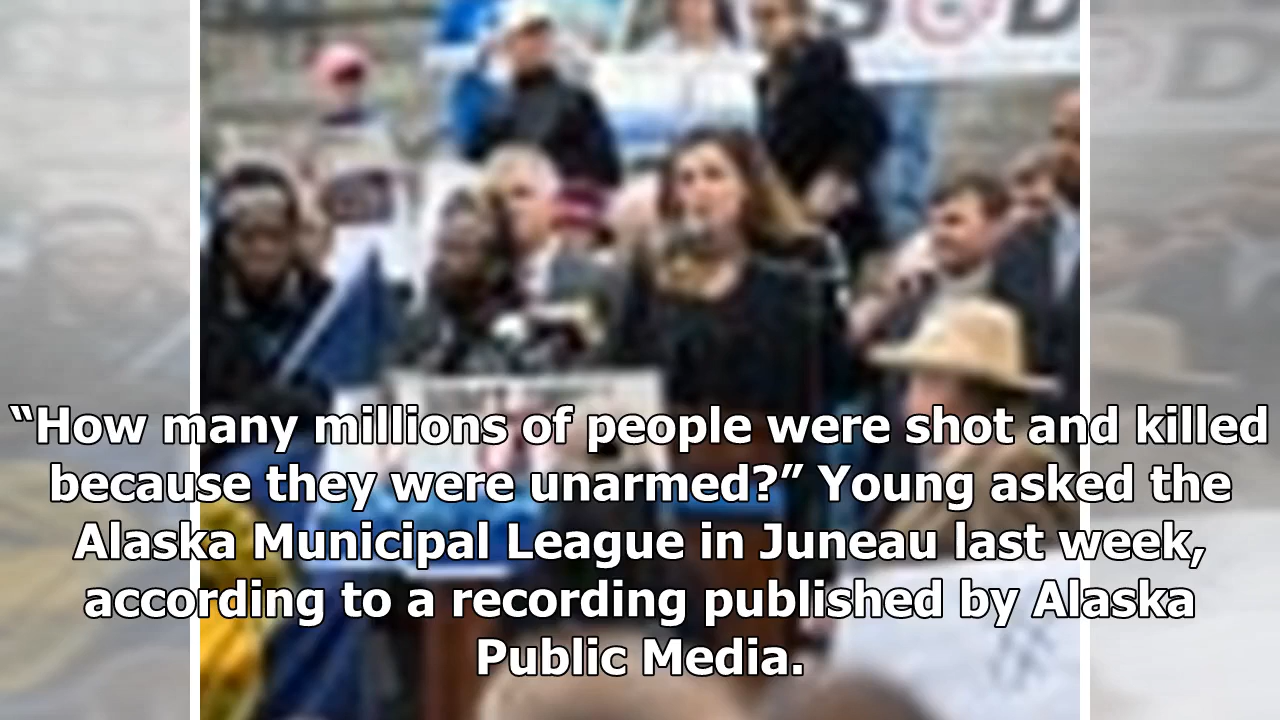 “How many millions of people were shot and killed
because they were unarmed?” Young asked the
Alaska Municipal League in Juneau last week,
according to a recording published by Alaska
Public Media.